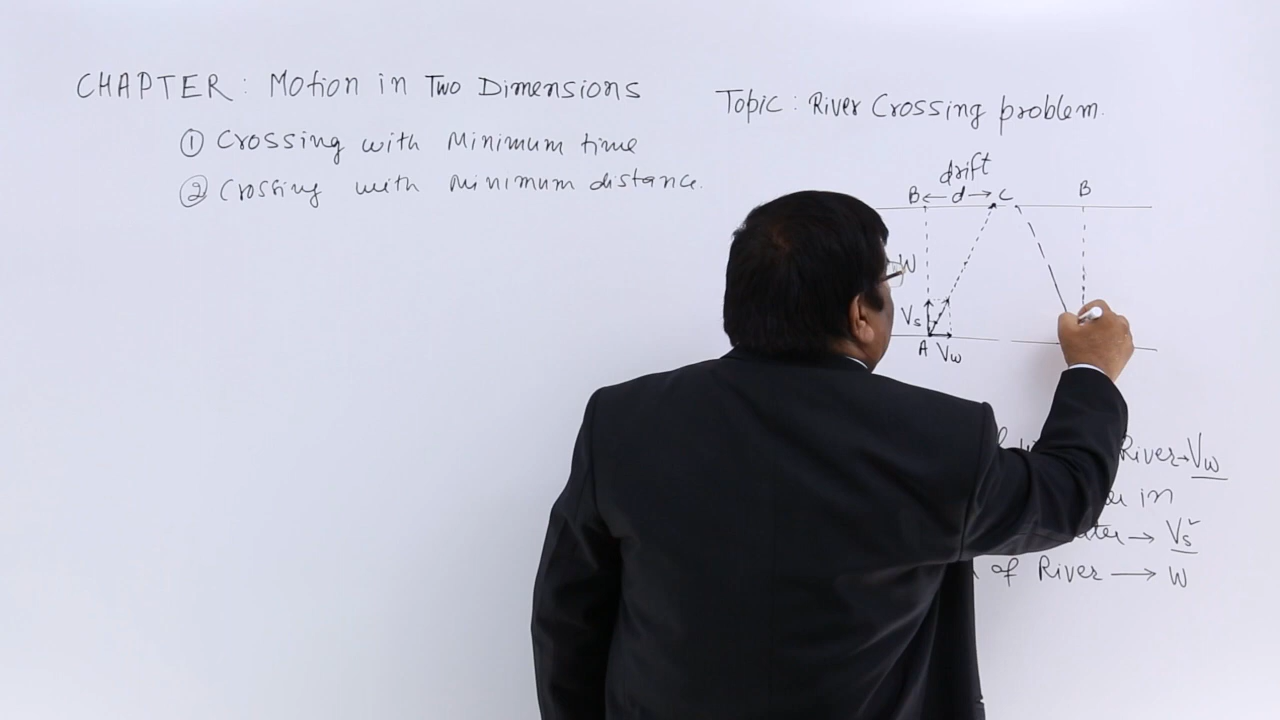 CHAPTER: Motion in Two Dimensions
① Crossing with Minimum time
② Crossing with Minimum distance.
Topic: River Crossing problem.
drift
B ← d → C
B
W
Vs
A Vw
River → Vw
in
→ Vs
of River → W